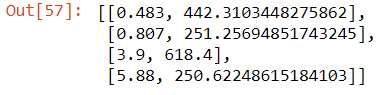 Out[57]: [[0.483, 442.3103448275862],
[0.807, 251.25694851743245],
[3.9, 618.4],
[5.88, 250.62248615184103]]